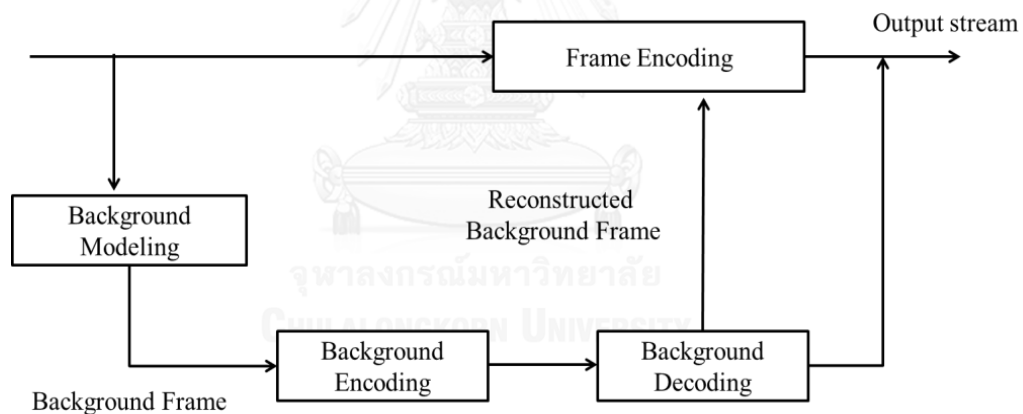 Output stream
Frame Encoding
Background
Modeling
Reconstructed
Background Frame
จุฬาลงกรณ์มหาวิทยาลัย
CHULALONGKORN UNIVERSITY
Background
Encoding
Background
Decoding
Background Frame